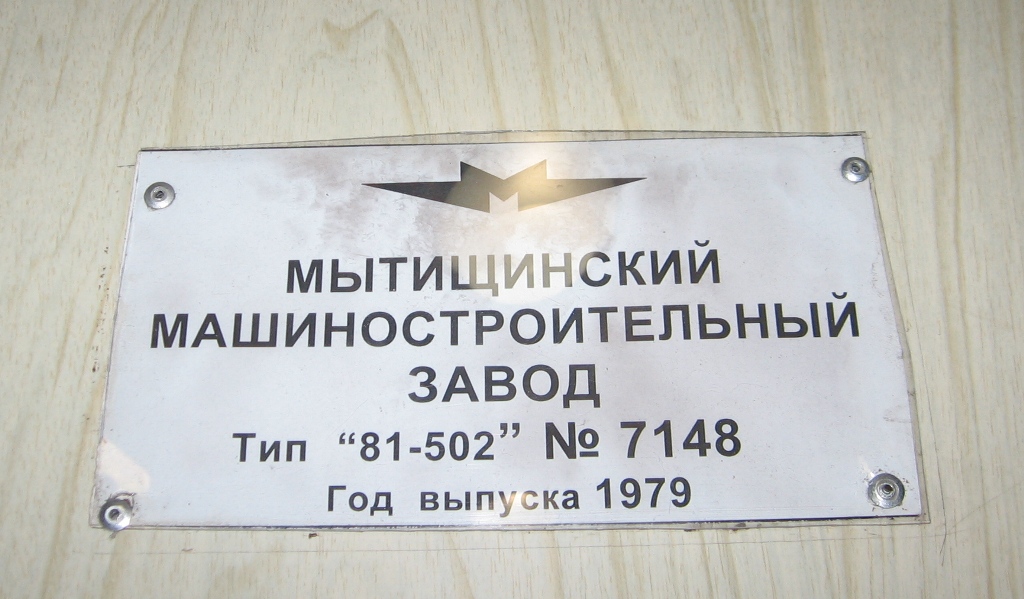 МЫТИЩИНСКИЙ
МАШИНОСТРОИТЕЛЬНЫЙ
ЗАВОД
Тип “81-502” № 7148
Год выпуска 1979